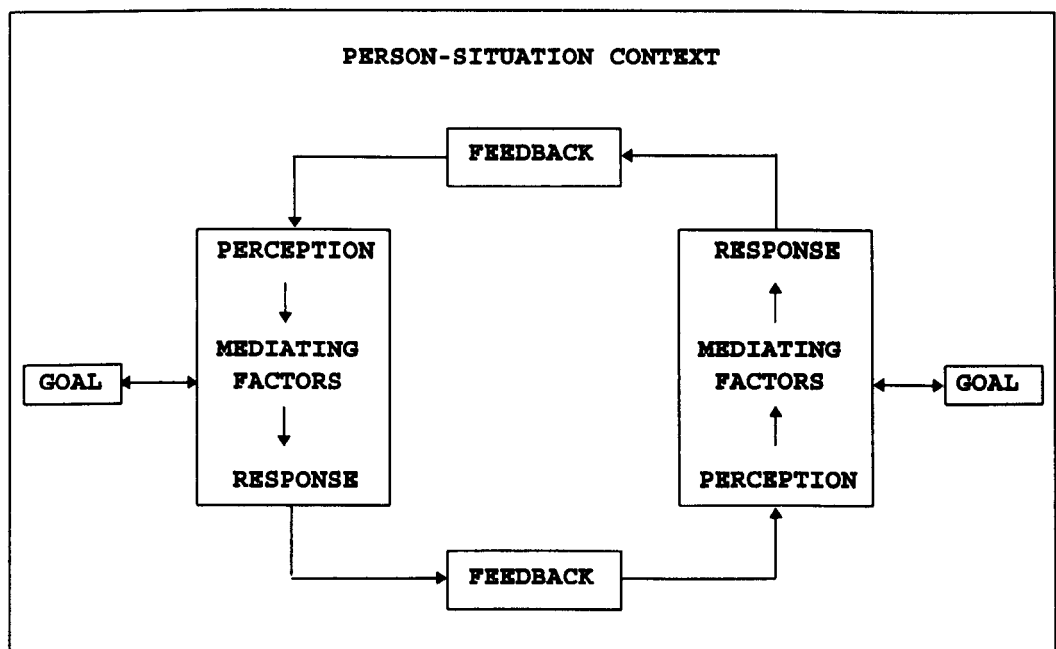 PERSON-SITUATION CONTEXT
FEEDBACK
PERCEPTION
MEDIATING
FACTORS
RESPONSE
GOAL
RESPONSE
MEDIATING
FACTORS
PERCEPTION
GOAL
FEEDBACK